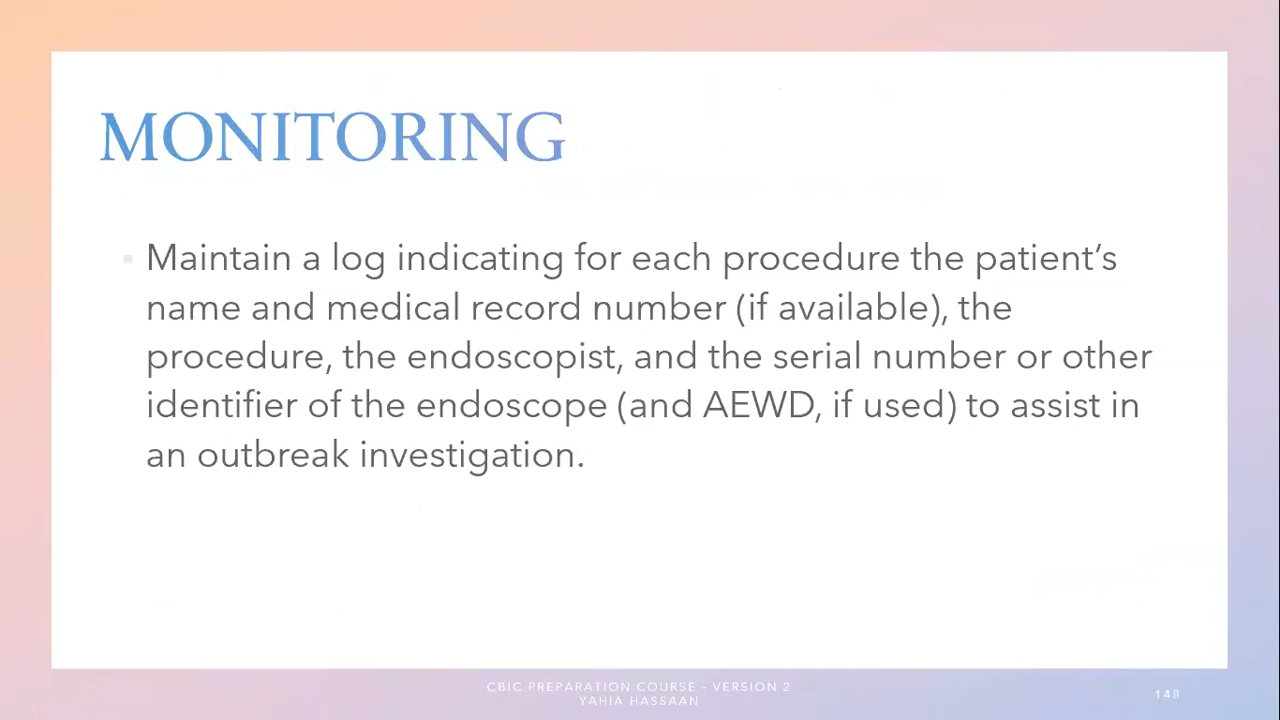 MONITORING
Maintain a log indicating for each procedure the patient's
name and medical record number (if available), the
procedure, the endoscopist, and the serial number or other
identifier of the endoscope (and AEWD, if used) to assist in
an outbreak investigation.
CBIC PREPARATION COURSE - VERSION 2
YAHIA HASSAAN
148